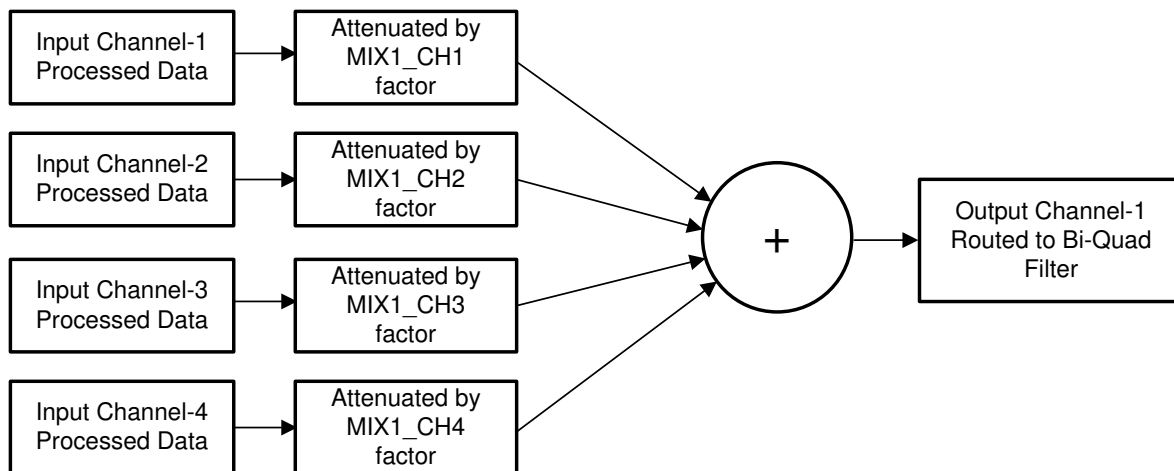 Input Channel-1
Processed Data
Attenuated by
MIX1_CH1
factor
Input Channel-2
Processed Data
Attenuated by
MIX1_CH2
factor
Input Channel-3
Processed Data
Attenuated by
MIX1_CH3
factor
Input Channel-4
Processed Data
Attenuated by
MIX1_CH4
factor
+
Output Channel-1
Routed to Bi-Quad
Filter